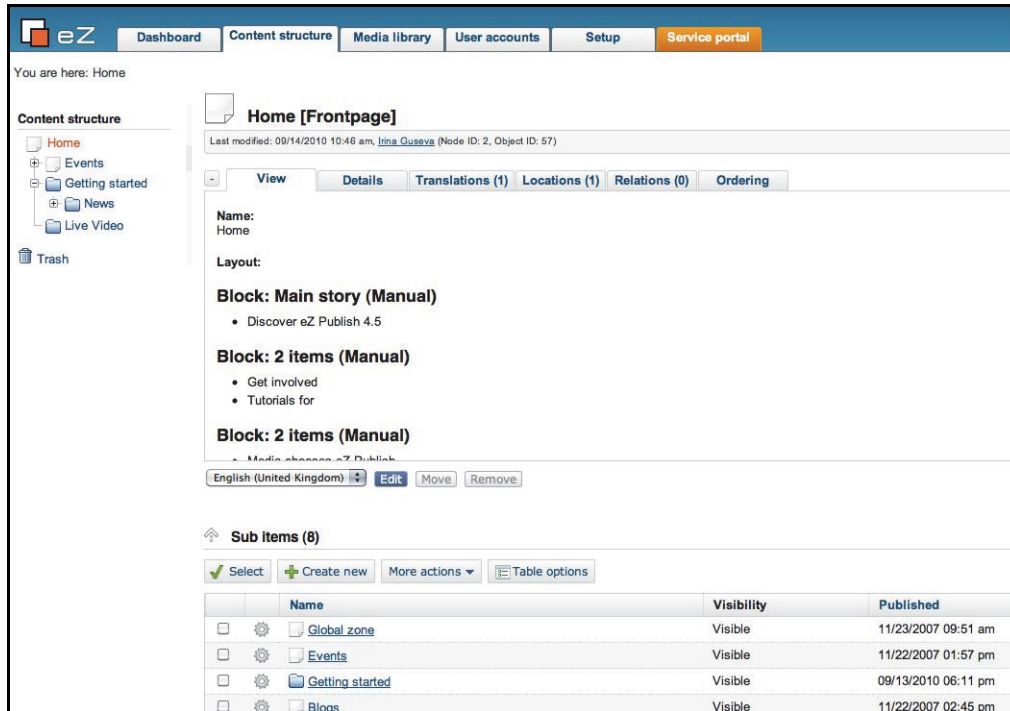 eZ
Dashboard
Content structure
Media library
User accounts
Setup
Service portal
You are here: Home
Content structure
Home
Events
Getting started
News
Live Video
Trash
Home [Frontpage]
Last modified: 09/14/2010 10:46 am, Irina Guseva (Node ID: 2, Object ID: 57)
-
View
Details
Translations (1)
Locations (1)
Relations (0)
Ordering
Name:
Home
Layout:
Block: Main story (Manual)
• Discover eZ Publish 4.5
Block: 2 items (Manual)
• Get involved
• Tutorials for
Block: 2 items (Manual)
• Media chooses eZ Publish
English (United Kingdom)
Edit
Move
Remove
Sub items (8)
Select
Create new
More actions
Table options
Name Visibility Published
Global zone Visible 11/23/2007 09:51 am
Events Visible 11/22/2007 01:57 pm
Getting started Visible 09/13/2010 06:11 pm
Blogs Visible 11/22/2007 02:45 pm